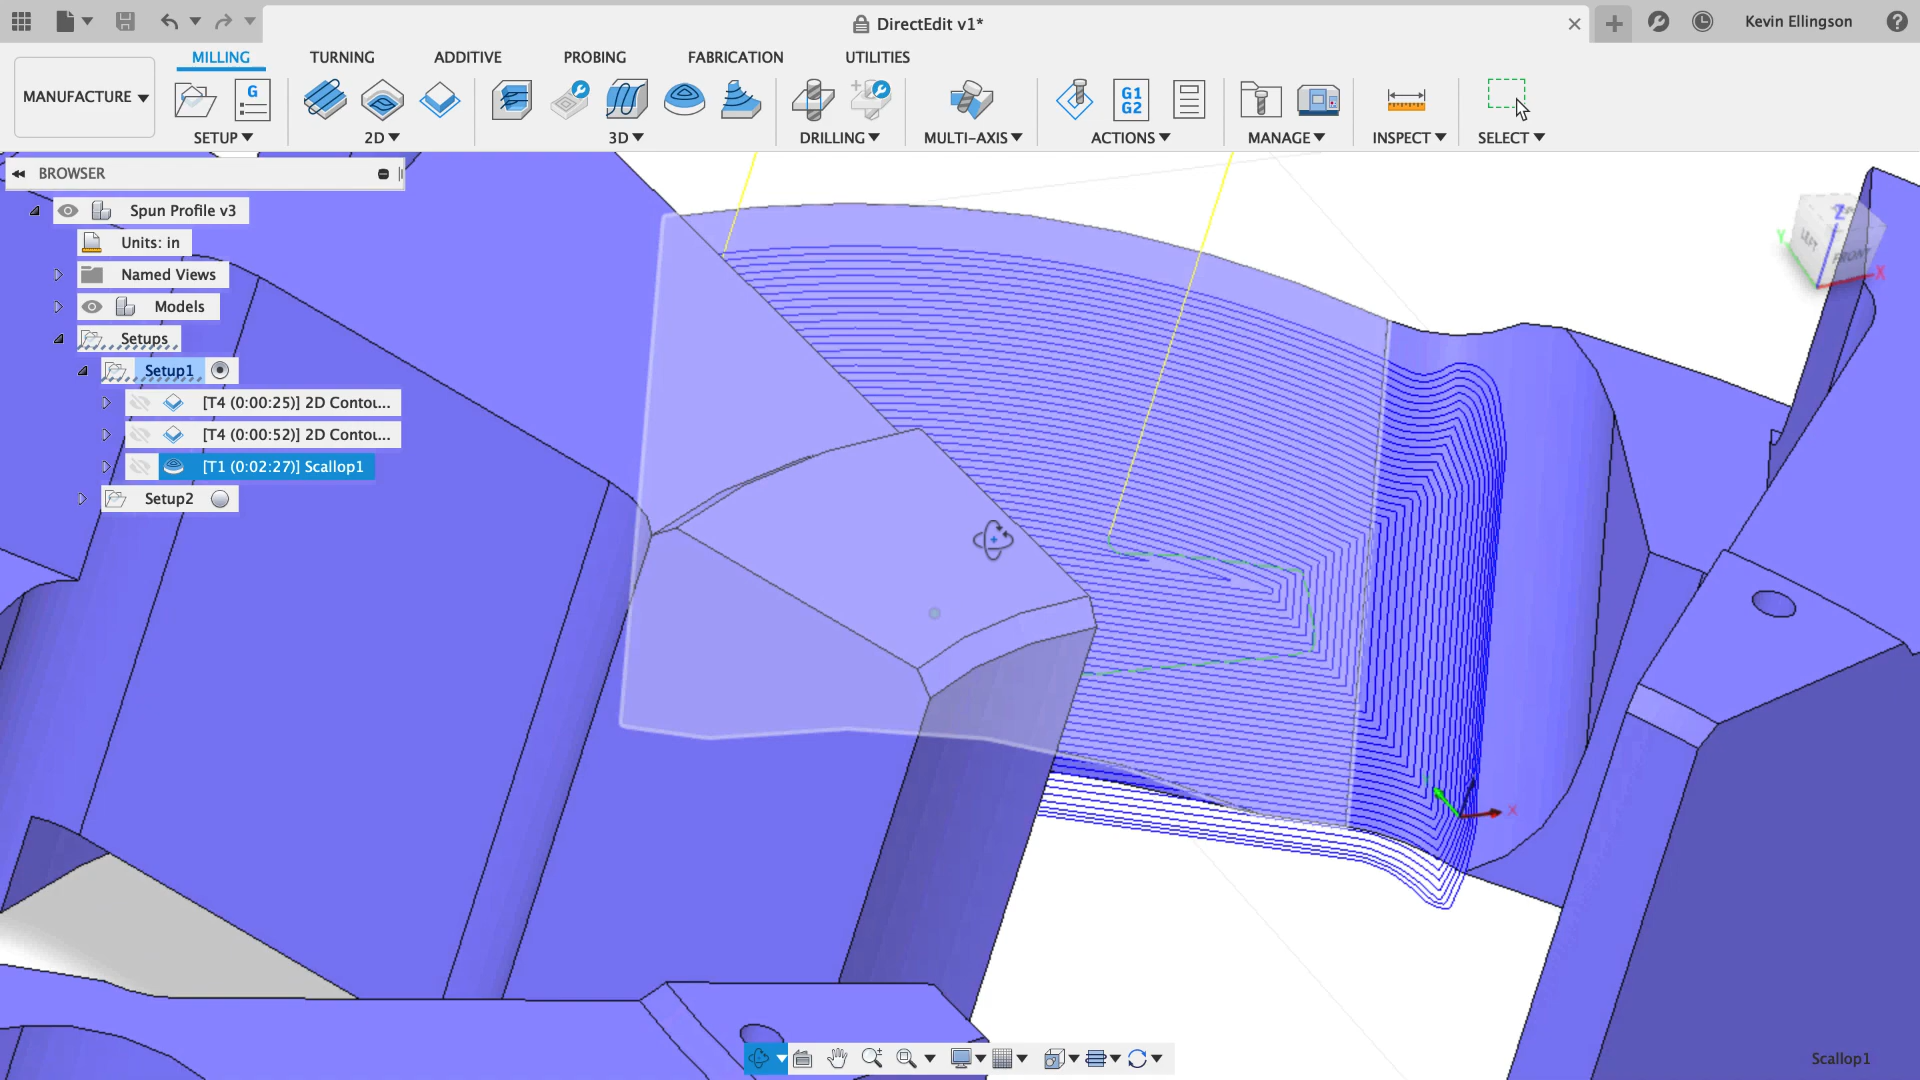 DirectEdit v1*
Kevin Ellingson
MILLING
TURNING
ADDITIVE
PROBING
FABRICATION
UTILITIES
MANUFACTURE
G
G1
G2
SETUP
2D
3D
DRILLING
MULTI-AXIS
ACTIONS
MANAGE
INSPECT
SELECT
BROWSER
Spun Profile v3
Units: in
Named Views
Models
Setups
Setup1
[T4 (0:00:25)] 2D Contou...
[T4 (0:00:52)] 2D Contou...
[T1 (0:02:27)] Scallop1
Setup2
Z
Y
LEFT
FRONT
X
X
Scallop1